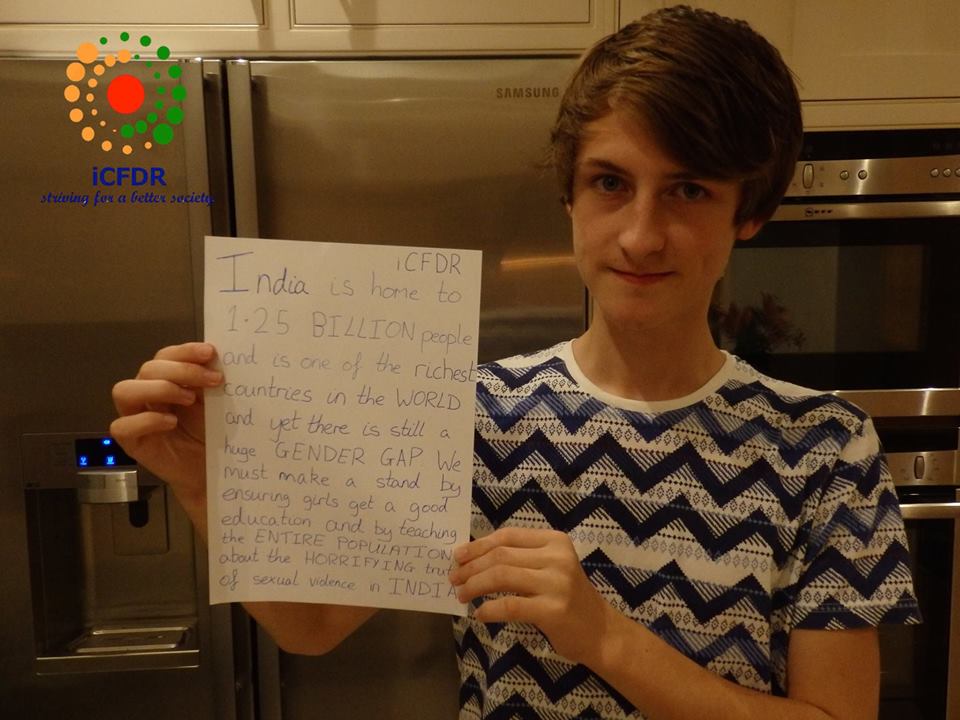 iCFDR
striving for a better society
SAMSUNG
NEFF
iCFDR
India is home to
1.25 BILLION people
and is one of the richest
countries in the WORLD
and yet there is still a
huge GENDER GAP. We
must make a stand by
ensuring girls get a good
education and by teaching
the ENTIRE POPULATION
about the HORRIFYING trut
of sexual violence in INDIA